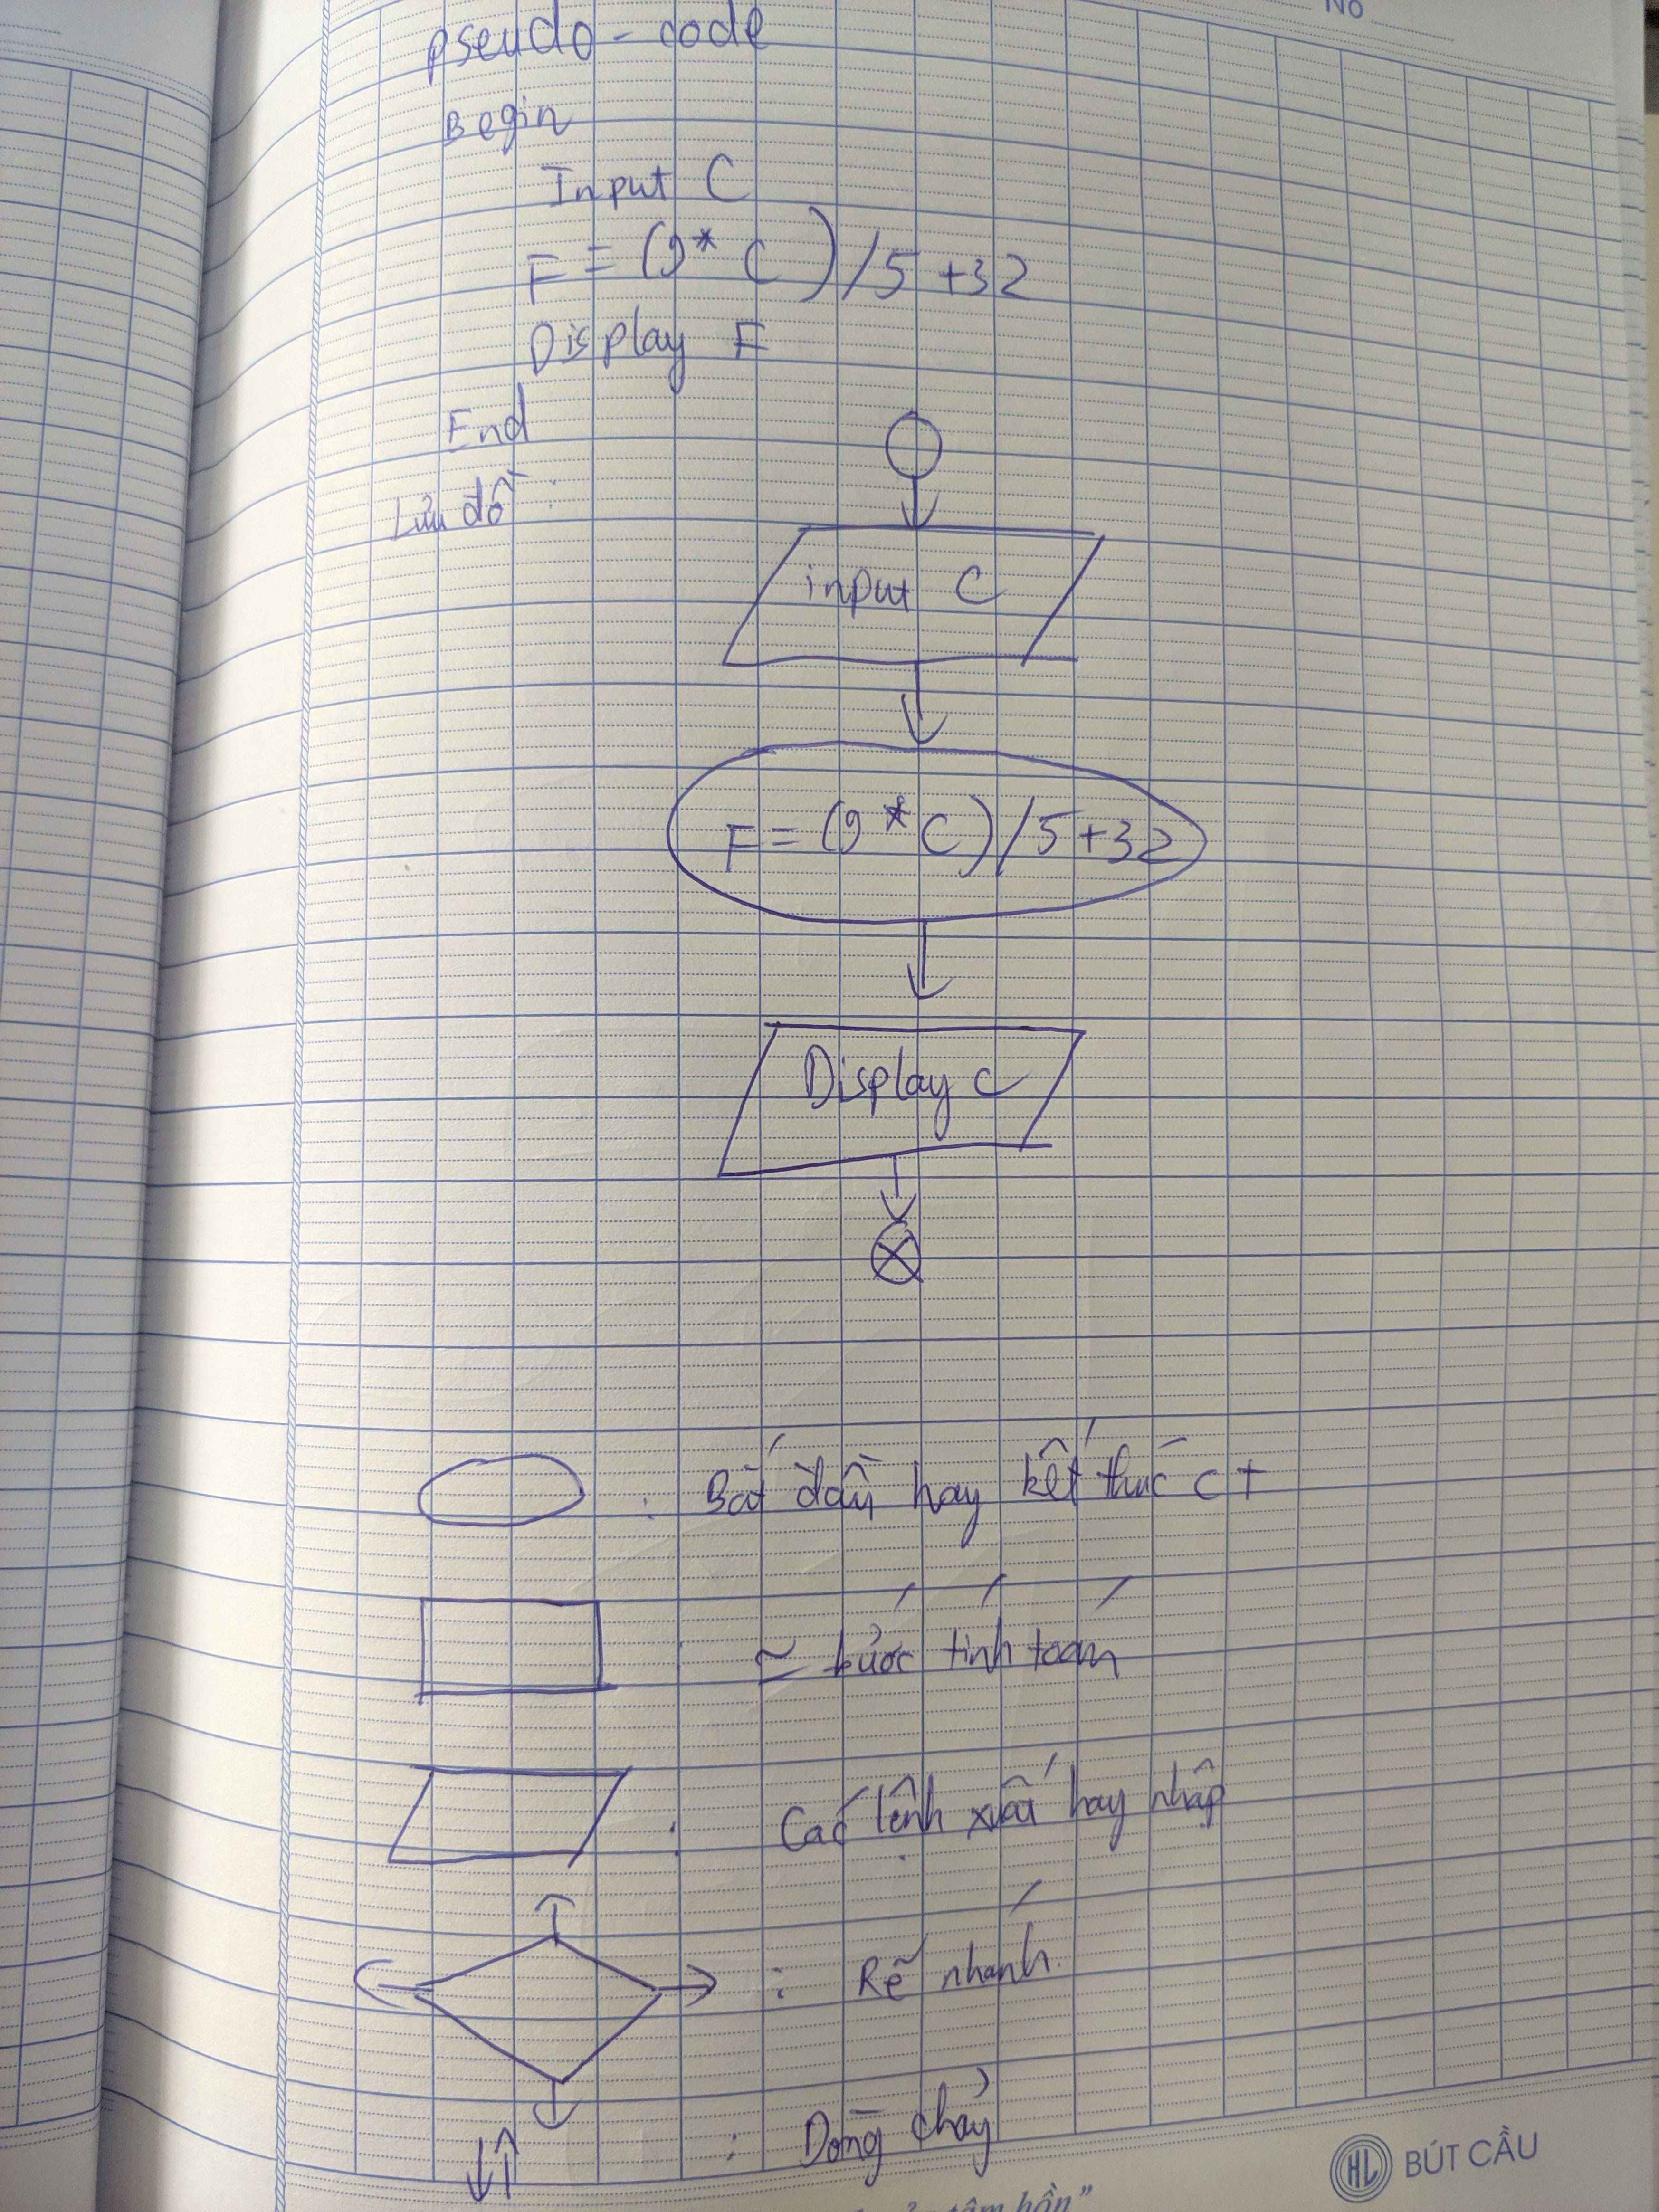 No
pseudo - code
Begin
Input C
F = (9* C)/5 +32
Display F
End
Lưu đồ :
input C
F = (9* C)/5+32
Display C
: Bắt đầu hay kết thúc CT
: ≃ bước tính toán
: Các lệnh xuất hay nhập
: Rẽ nhánh
: Dòng chảy
HL BÚT CẦU
tâm hồn”